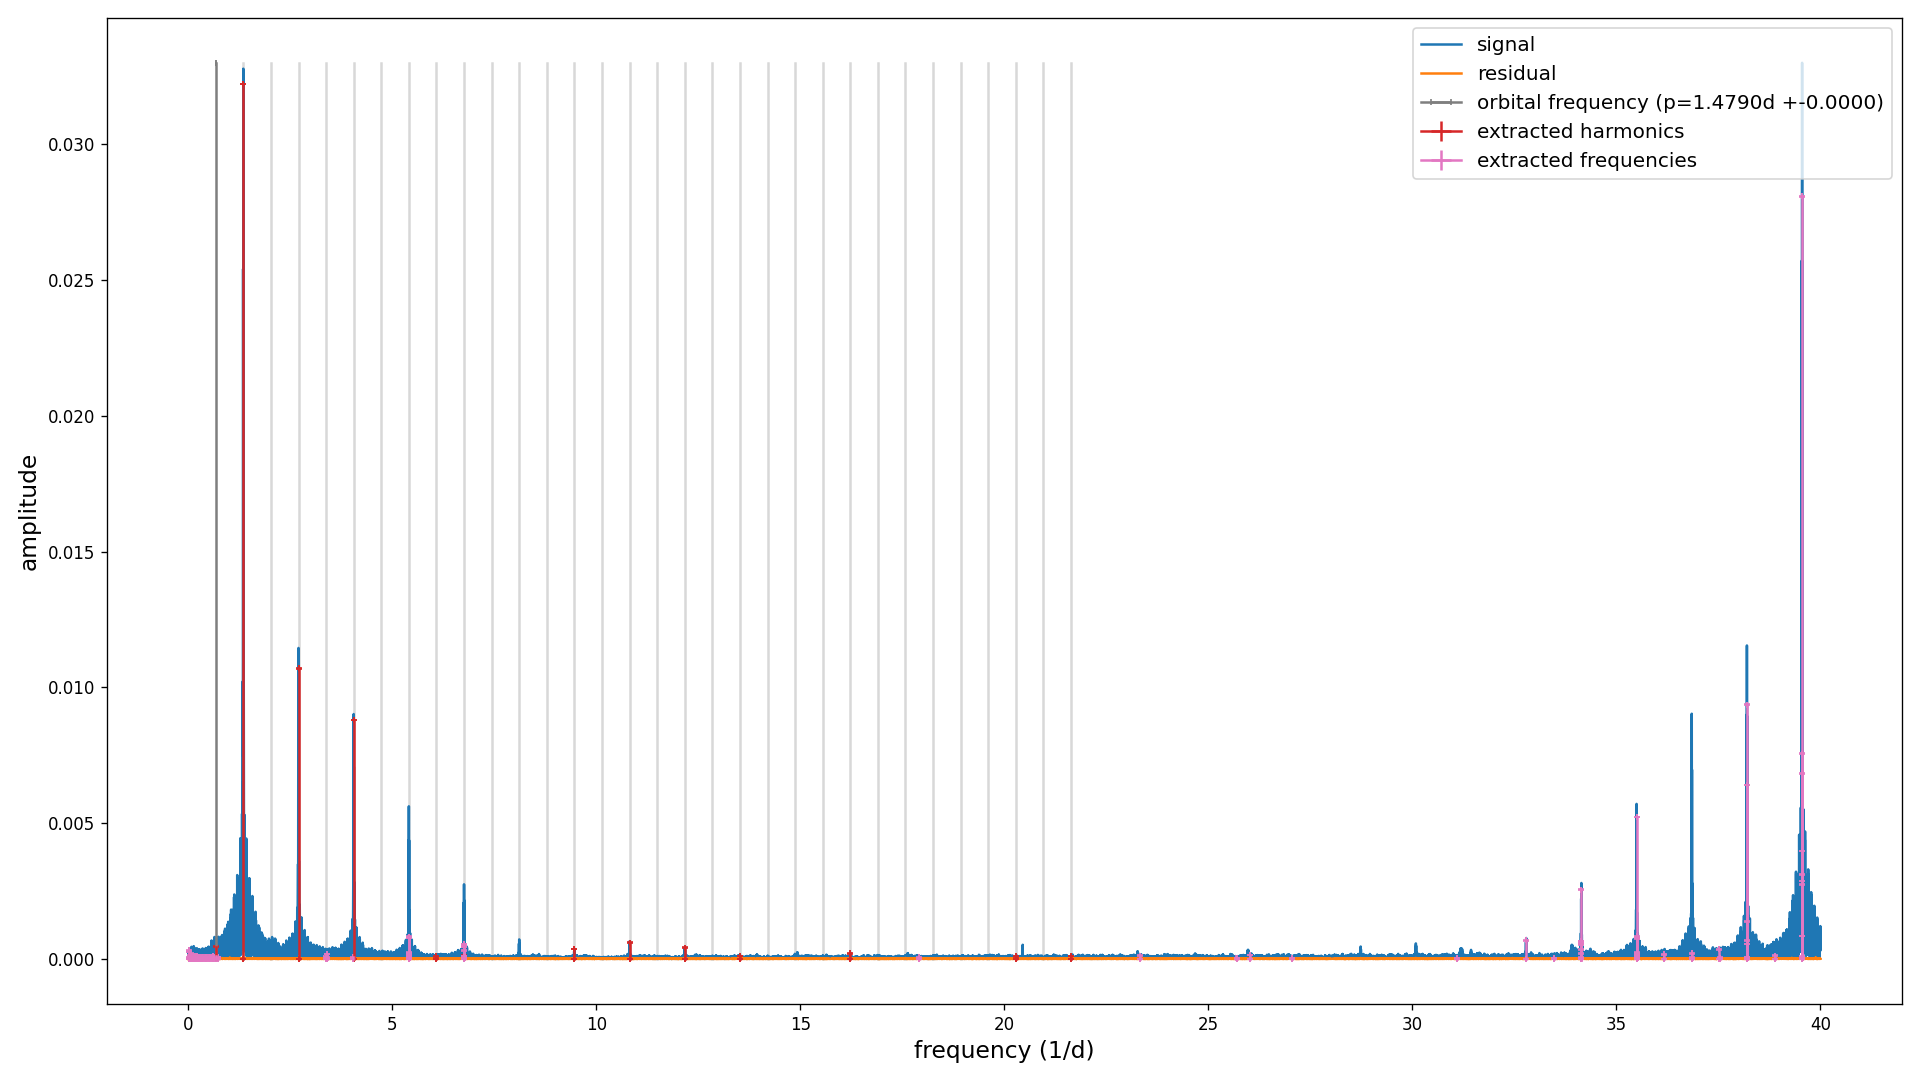 signal
residual
orbital frequency (p=1.4790d +-0.0000)
extracted harmonics
extracted frequencies
amplitude
0.030
0.025
0.020
0.015
0.010
0.005
0.000
0 5 10 15 20 25 30 35 40
frequency (1/d)